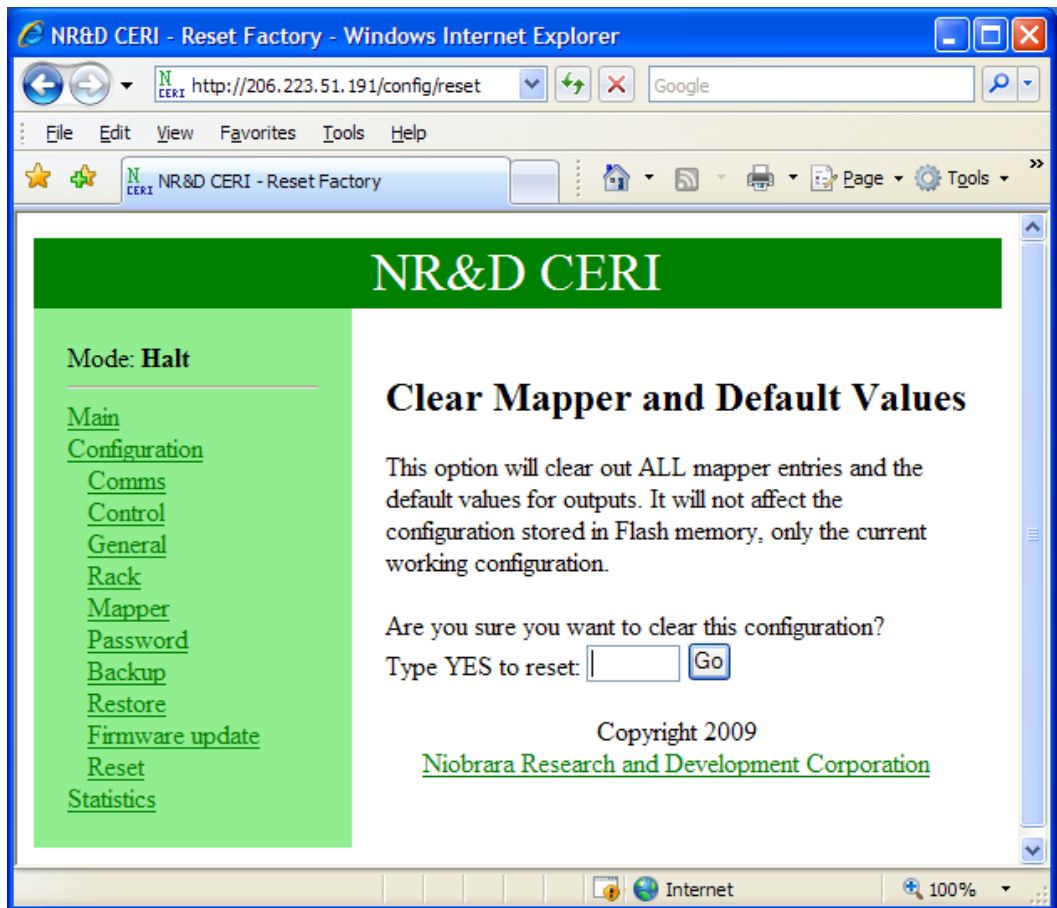 NR&D CERI - Reset Factory - Windows Internet Explorer
N CERI http://206.223.51.191/config/reset
Google
File Edit View Favorites Tools Help
N CERI NR&D CERI - Reset Factory
Page Tools »
NR&D CERI
Mode: Halt
Main
Configuration
Comms
Control
General
Rack
Mapper
Password
Backup
Restore
Firmware update
Reset
Statistics
Clear Mapper and Default Values
This option will clear out ALL mapper entries and the
default values for outputs. It will not affect the
configuration stored in Flash memory, only the current
working configuration.
Are you sure you want to clear this configuration?
Type YES to reset: Go
Copyright 2009
Niobrara Research and Development Corporation
Internet 100%